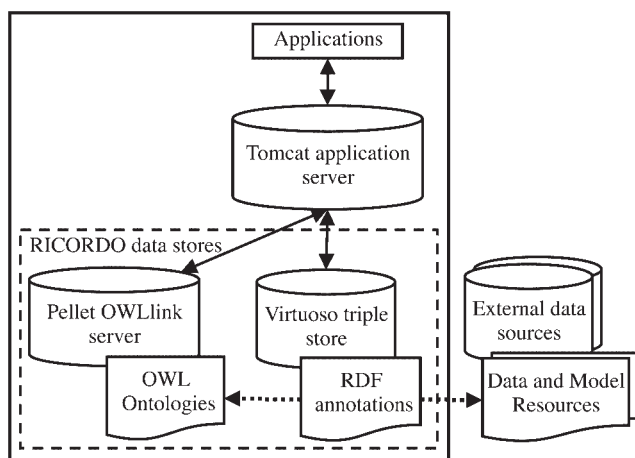 Applications
Tomcat application
server
RICORDO data stores
Pellet OWLlink
server
Virtuoso triple
store
External data
sources
OWL
Ontologies
RDF
annotations
Data and Model
Resources